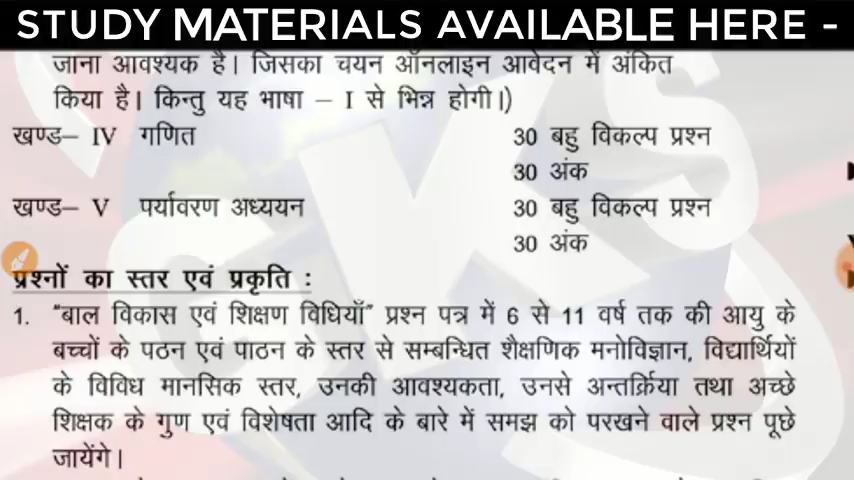 STUDY MATERIALS AVAILABLE HERE -
जाना आवश्यक है। जिसका चयन ऑनलाइन आवेदन में अंकित
किया है। किन्तु यह भाषा – I से भिन्न होगी।)
खण्ड– IV गणित 30 बहु विकल्प प्रश्न
30 अंक
खण्ड– V पर्यावरण अध्ययन 30 बहु विकल्प प्रश्न
30 अंक
प्रश्नों का स्तर एवं प्रकृति :
1. "बाल विकास एवं शिक्षण विधियाँ" प्रश्न पत्र में 6 से 11 वर्ष तक की आयु के
बच्चों के पठन एवं पाठन के स्तर से सम्बन्धित शैक्षणिक मनोविज्ञान, विद्यार्थियों
के विविध मानसिक स्तर, उनकी आवश्यकता, उनसे अन्तर्क्रिया तथा अच्छे
शिक्षक के गुण एवं विशेषता आदि के बारे में समझ को परखने वाले प्रश्न पूछे
जायेंगे।